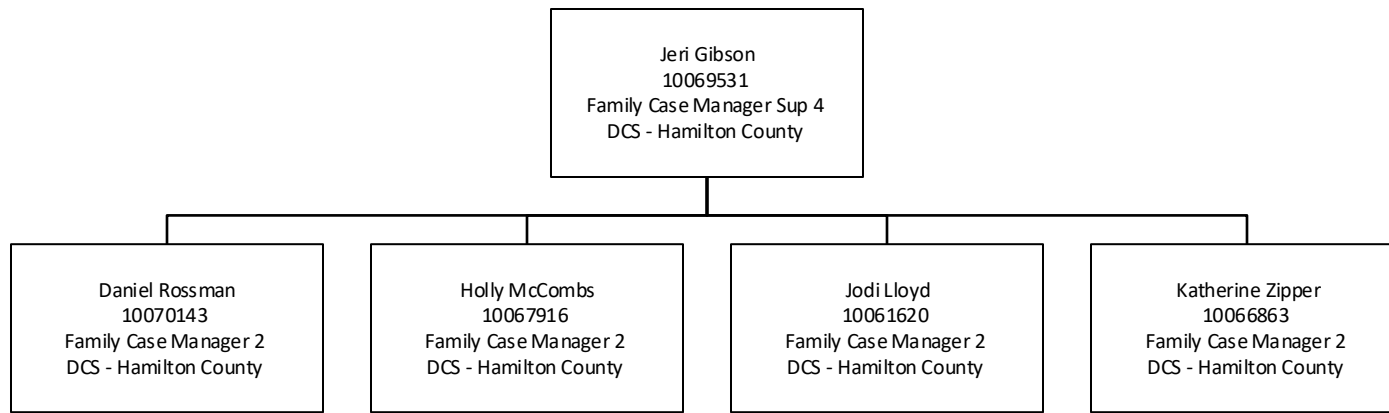 Jeri Gibson
10069531
Family Case Manager Sup 4
DCS - Hamilton County
Daniel Rossman
10070143
Family Case Manager 2
DCS - Hamilton County
Holly McCombs
10067916
Family Case Manager 2
DCS - Hamilton County
Jodi Lloyd
10061620
Family Case Manager 2
DCS - Hamilton County
Katherine Zipper
10066863
Family Case Manager 2
DCS - Hamilton County